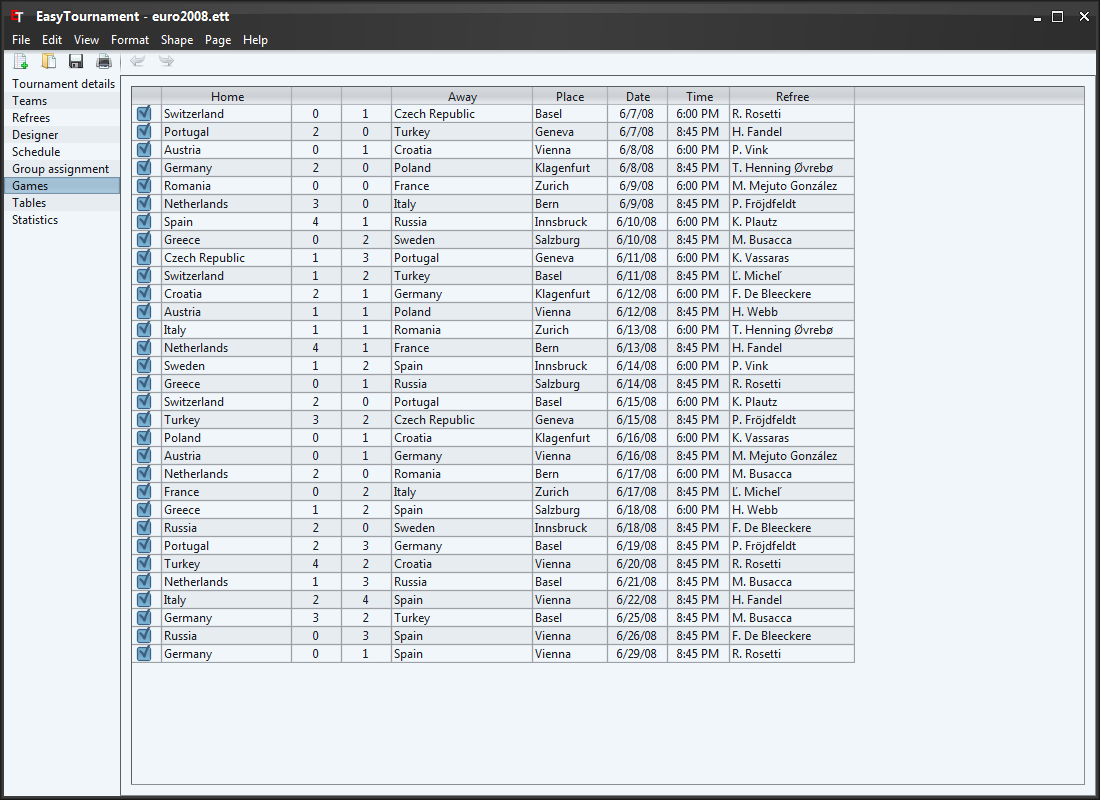 EasyTournament - euro2008.ett
File Edit View Format Shape Page Help
Tournament details
Teams
Refrees
Designer
Schedule
Group assignment
Games
Tables
Statistics
Home Away Place Date Time Refree
Switzerland 0 1 Czech Republic Basel 6/7/08 6:00 PM R. Rosetti
Portugal 2 0 Turkey Geneva 6/7/08 8:45 PM H. Fandel
Austria 0 1 Croatia Vienna 6/8/08 6:00 PM P. Vink
Germany 2 0 Poland Klagenfurt 6/8/08 8:45 PM T. Henning Øvrebø
Romania 0 0 France Zurich 6/9/08 6:00 PM M. Mejuto González
Netherlands 3 0 Italy Bern 6/9/08 8:45 PM P. Fröjdfeldt
Spain 4 1 Russia Innsbruck 6/10/08 6:00 PM K. Plautz
Greece 0 2 Sweden Salzburg 6/10/08 8:45 PM M. Busacca
Czech Republic 1 3 Portugal Geneva 6/11/08 6:00 PM K. Vassaras
Switzerland 1 2 Turkey Basel 6/11/08 8:45 PM Ľ. Micheľ
Croatia 2 1 Germany Klagenfurt 6/12/08 6:00 PM F. De Bleeckere
Austria 1 1 Poland Vienna 6/12/08 8:45 PM H. Webb
Italy 1 1 Romania Zurich 6/13/08 6:00 PM T. Henning Øvrebø
Netherlands 4 1 France Bern 6/13/08 8:45 PM H. Fandel
Sweden 1 2 Spain Innsbruck 6/14/08 6:00 PM P. Vink
Greece 0 1 Russia Salzburg 6/14/08 8:45 PM R. Rosetti
Switzerland 2 0 Portugal Basel 6/15/08 6:00 PM K. Plautz
Turkey 3 2 Czech Republic Geneva 6/15/08 8:45 PM P. Fröjdfeldt
Poland 0 1 Croatia Klagenfurt 6/16/08 6:00 PM K. Vassaras
Austria 0 1 Germany Vienna 6/16/08 8:45 PM M. Mejuto González
Netherlands 2 0 Romania Bern 6/17/08 6:00 PM M. Busacca
France 0 2 Italy Zurich 6/17/08 8:45 PM Ľ. Micheľ
Greece 1 2 Spain Salzburg 6/18/08 6:00 PM H. Webb
Russia 2 0 Sweden Innsbruck 6/18/08 8:45 PM F. De Bleeckere
Portugal 2 3 Germany Basel 6/19/08 8:45 PM P. Fröjdfeldt
Turkey 4 2 Croatia Vienna 6/20/08 8:45 PM R. Rosetti
Netherlands 1 3 Russia Basel 6/21/08 8:45 PM M. Busacca
Italy 2 4 Spain Vienna 6/22/08 8:45 PM H. Fandel
Germany 3 2 Turkey Basel 6/25/08 8:45 PM M. Busacca
Russia 0 3 Spain Vienna 6/26/08 8:45 PM F. De Bleeckere
Germany 0 1 Spain Vienna 6/29/08 8:45 PM R. Rosetti